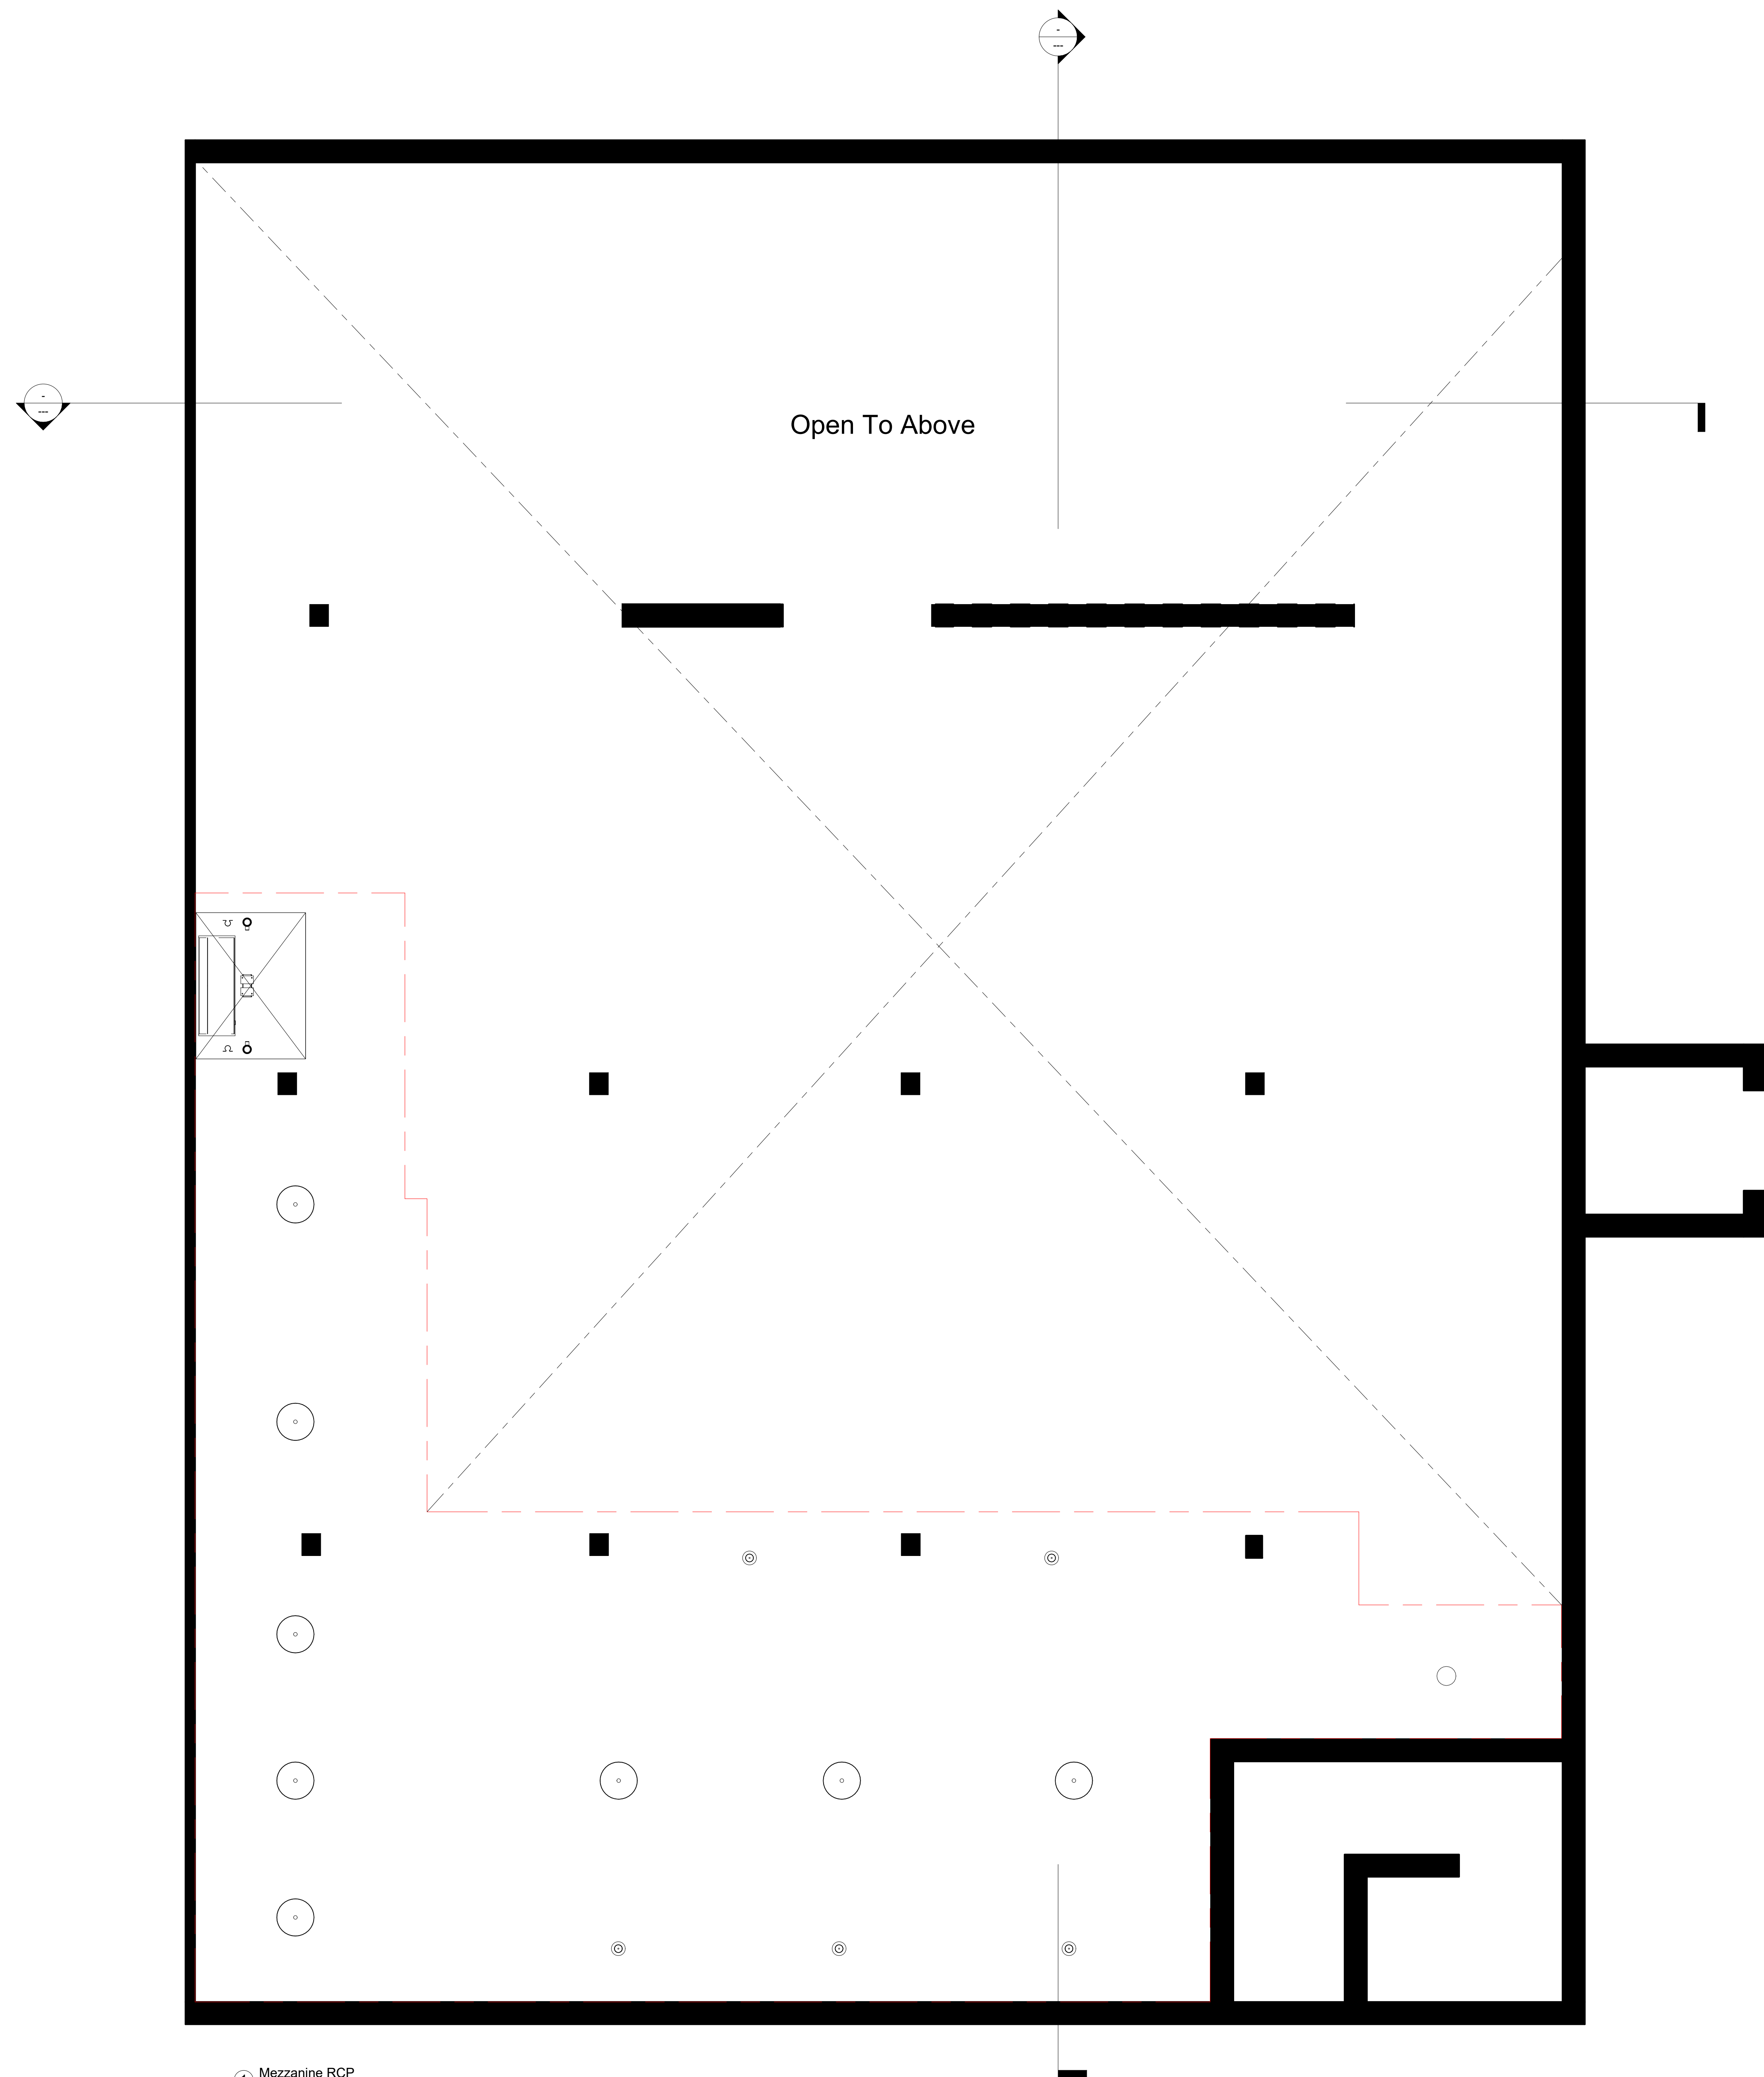 -
---
-
---
Open To Above
Mezzanine RCP